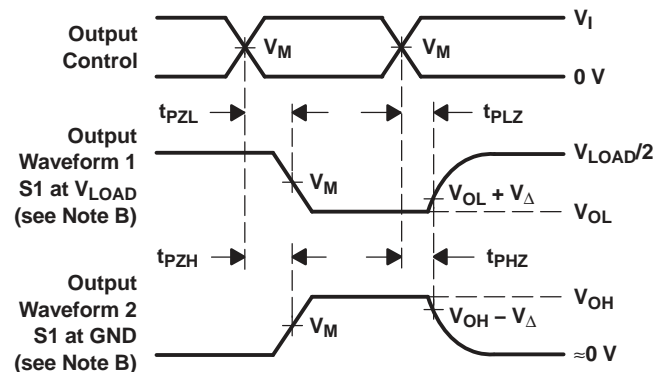 Output
Control
V_M
V_M
V_I
0 V
t_PZL
t_PLZ
Output
Waveform 1
S1 at V_LOAD
(see Note B)
V_M
V_LOAD/2
V_OL + V_Δ
V_OL
t_PZH
t_PHZ
Output
Waveform 2
S1 at GND
(see Note B)
V_M
V_OH
V_OH − V_Δ
≈0 V